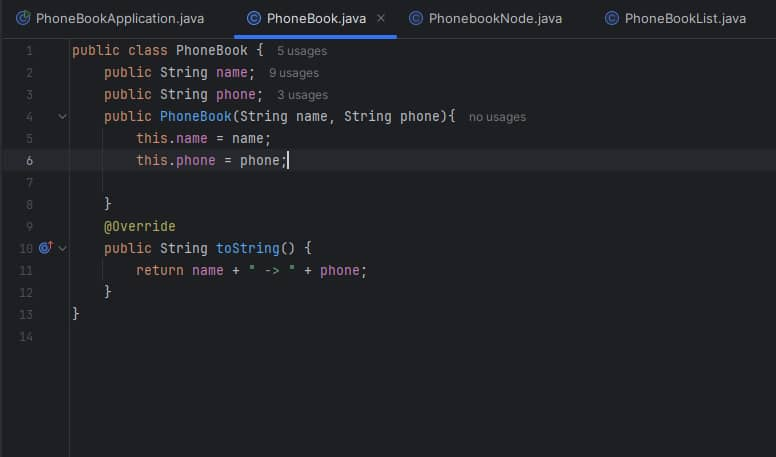 PhoneBookApplication.java PhoneBook.java PhonebookNode.java PhoneBookList.java
1 public class PhoneBook { 5 usages
2     public String name; 9 usages
3     public String phone; 3 usages
4     public PhoneBook(String name, String phone){ no usages
5         this.name = name;
6         this.phone = phone;
7
8     }
9     @Override
10     public String toString() {
11         return name + " -> " + phone;
12     }
13 }
14